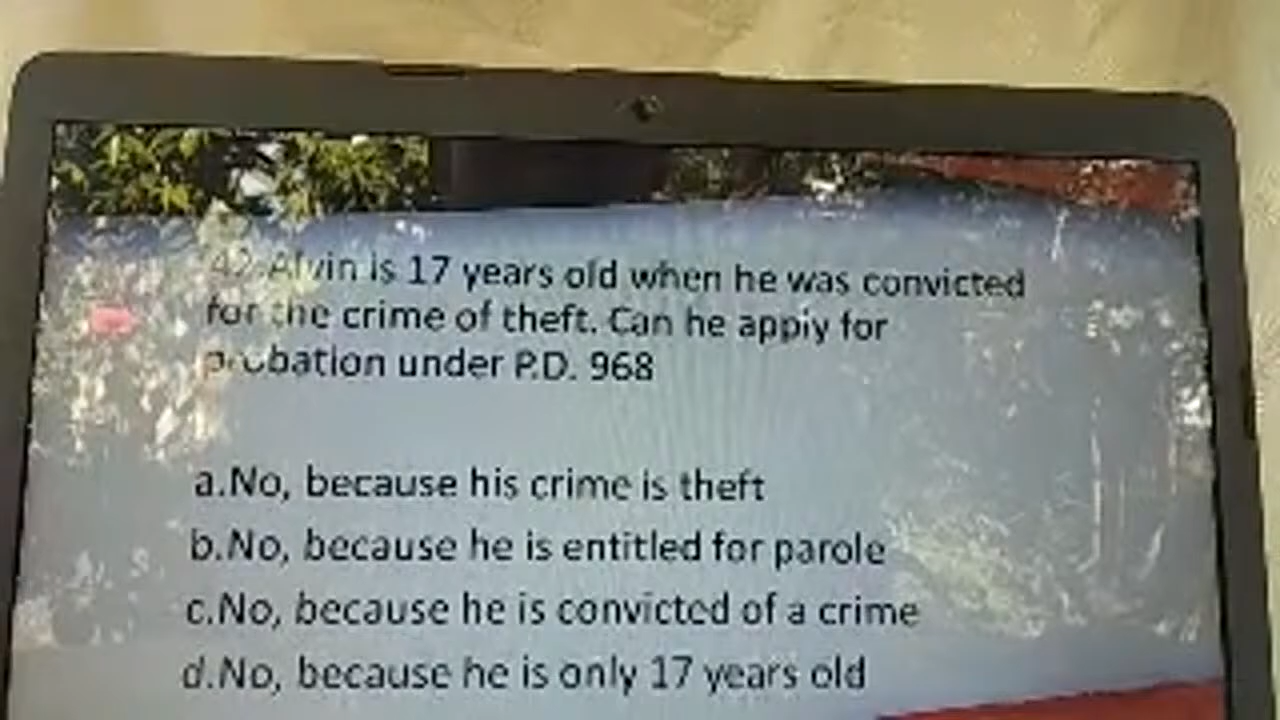 42. Alvin is 17 years old when he was convicted
for the crime of theft. Can he apply for
probation under P.D. 968
a.No, because his crime is theft
b.No, because he is entitled for parole
c.No, because he is convicted of a crime
d.No, because he is only 17 years old